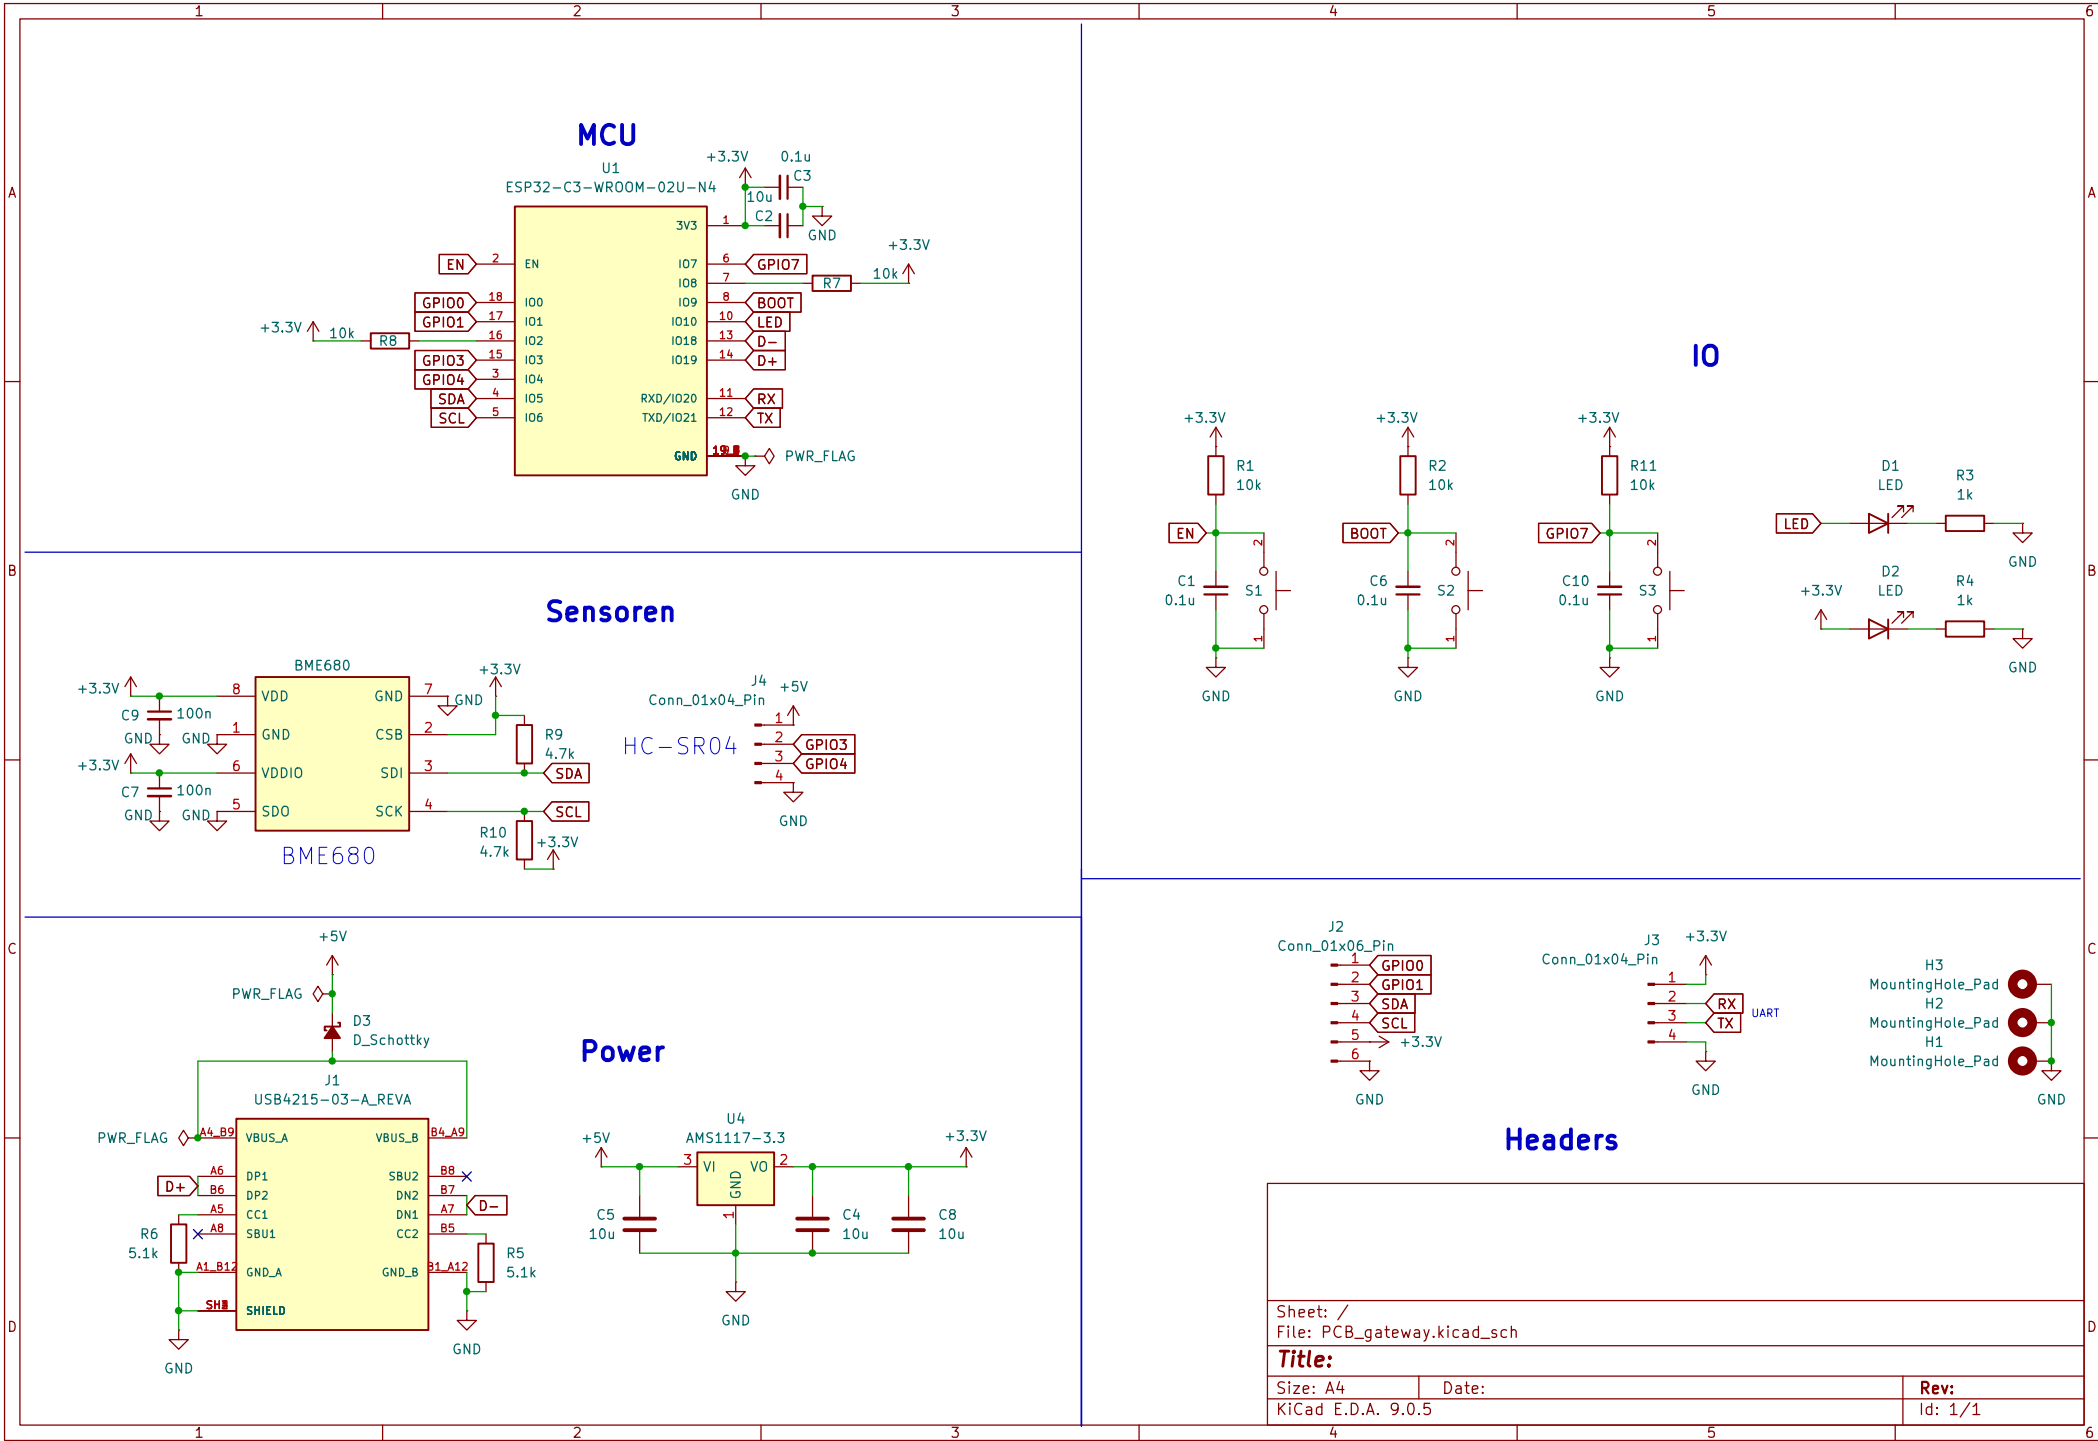 1 2 3 4 5 6
A A
B B
C C
D D
MCU
U1
ESP32-C3-WROOM-02U-N4
+3.3V
0.1u
C3
10u
C2
GND
3V3 1
EN 2 EN
IO7 6 GPIO7
IO8 7
R7
10k
+3.3V
GPIO0 18 IO0
IO9 8 BOOT
GPIO1 17 IO1
IO10 10 LED
+3.3V
10k
R8
16 IO2
IO18 13 D-
GPIO3 15 IO3
IO19 14 D+
GPIO4 3 IO4
SDA 4 IO5
RXD/IO20 11 RX
SCL 5 IO6
TXD/IO21 12 TX
GND
PWR_FLAG
GND
Sensoren
BME680
+3.3V
8 VDD
C9 100n
GND
GND
1 GND
+3.3V
6 VDDIO
C7 100n
GND
GND
5 SDO
GND 7
GND
+3.3V
CSB 2
R9
4.7k
SDI 3
SDA
SCK 4
SCL
R10
4.7k
+3.3V
BME680
J4
Conn_01x04_Pin
+5V
HC-SR04
1
2 GPIO3
3 GPIO4
4
GND
+5V
PWR_FLAG
D3
D_Schottky
J1
USB4215-03-A_REVA
PWR_FLAG
A4_B9 VBUS_A
VBUS_B B4_A9
A6 DP1
SBU2 B8
D+
B6 DP2
DN2 B7
D-
A5 CC1
DN1 A7
A8 SBU1
CC2 B5
R6
5.1k
R5
5.1k
A1_B12 GND_A
GND_B B1_A12
SHIELD
GND
GND
Power
U4
AMS1117-3.3
+5V
3 VI
VO 2
GND
1
+3.3V
C5
10u
C4
10u
C8
10u
GND
IO
+3.3V
R1
10k
EN
2
C1
0.1u
S1
1
GND
+3.3V
R2
10k
BOOT
2
C6
0.1u
S2
1
GND
+3.3V
R11
10k
GPIO7
2
C10
0.1u
S3
1
GND
D1
LED
R3
1k
LED
GND
D2
LED
R4
1k
+3.3V
GND
J2
Conn_01x06_Pin
1 GPIO0
2 GPIO1
3 SDA
4 SCL
5 +3.3V
6
GND
J3
Conn_01x04_Pin
+3.3V
1
2 RX
3 TX
4
UART
GND
H3
MountingHole_Pad
H2
MountingHole_Pad
H1
MountingHole_Pad
GND
Headers
Sheet: /
File: PCB_gateway.kicad_sch
Title:
Size: A4
Date:
Rev:
KiCad E.D.A. 9.0.5
Id: 1/1
1 2 3 4 5 6